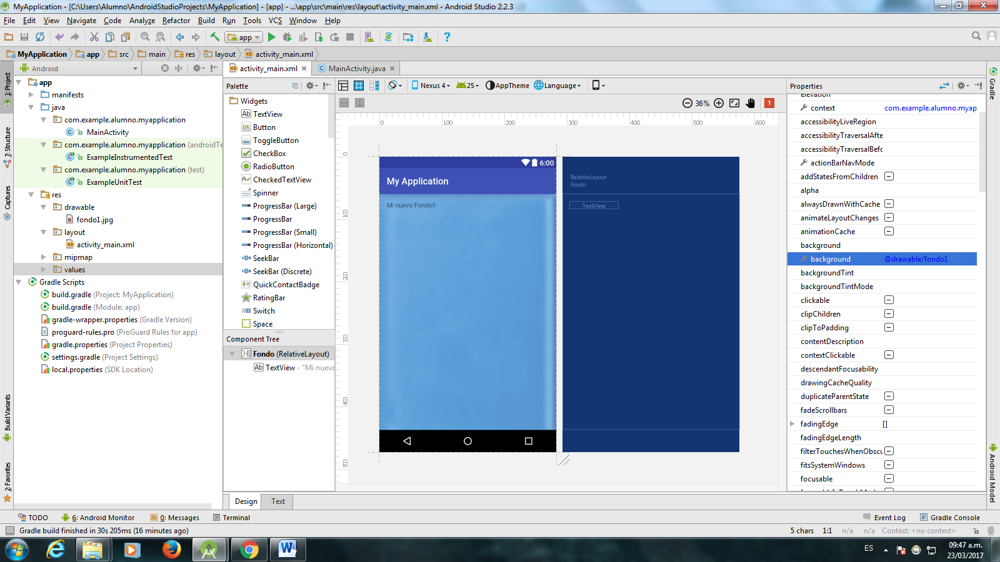 MyApplication - [C:\Users\Alumno\AndroidStudioProjects\MyApplication] - [app] - ...\app\src\main\res\layout\activity_main.xml - Android Studio 2.2.3
File Edit View Navigate Code Analyze Refactor Build Run Tools VCS Window Help
app
MyApplication app src main res layout activity_main.xml
Android
activity_main.xml
MainActivity.java
1: Project
7: Structure
Captures
Build Variants
2: Favorites
app
manifests
java
com.example.alumno.myapplication
MainActivity
com.example.alumno.myapplication (androidTe
ExampleInstrumentedTest
com.example.alumno.myapplication (test)
ExampleUnitTest
res
drawable
fondo1.jpg
layout
activity_main.xml
mipmap
values
Gradle Scripts
build.gradle (Project: MyApplication)
build.gradle (Module: app)
gradle-wrapper.properties (Gradle Version)
proguard-rules.pro (ProGuard Rules for app)
gradle.properties (Project Properties)
settings.gradle (Project Settings)
local.properties (SDK Location)
Palette
Widgets
Ab TextView
OK Button
ToggleButton
CheckBox
RadioButton
CheckedTextView
Spinner
ProgressBar (Large)
ProgressBar
ProgressBar (Small)
ProgressBar (Horizontal)
SeekBar
SeekBar (Discrete)
QuickContactBadge
RatingBar
Switch
Space
Component Tree
Fondo (RelativeLayout)
Ab TextView - "Mi nuevo
Nexus 4 25 AppTheme Language
36% 1
0 100 200 300 400 500 600
0
100
200
300
400
500
6:00
My Application
Mi nuevo Fondo!!
RelativeLayout
Fondo
TextView
Design Text
Properties
elevation
context com.example.alumno.myap
accessibilityLiveRegion
accessibilityTraversalAfte
accessibilityTraversalBefo
actionBarNavMode
addStatesFromChildren
alpha
alwaysDrawnWithCache
animateLayoutChanges
animationCache
background
background @drawable/fondo1
backgroundTint
backgroundTintMode
clickable
clipChildren
clipToPadding
contentDescription
contextClickable
descendantFocusability
drawingCacheQuality
duplicateParentState
fadeScrollbars
fadingEdge []
fadingEdgeLength
filterTouchesWhenObscu
fitsSystemWindows
focusable
Gradle
Android Model
TODO 6: Android Monitor 0: Messages Terminal Event Log Gradle Console
Gradle build finished in 30s 205ms (16 minutes ago) 5 chars 1:1 n/a n/a Context: <no context>
ES
09:47 a.m.
23/03/2017